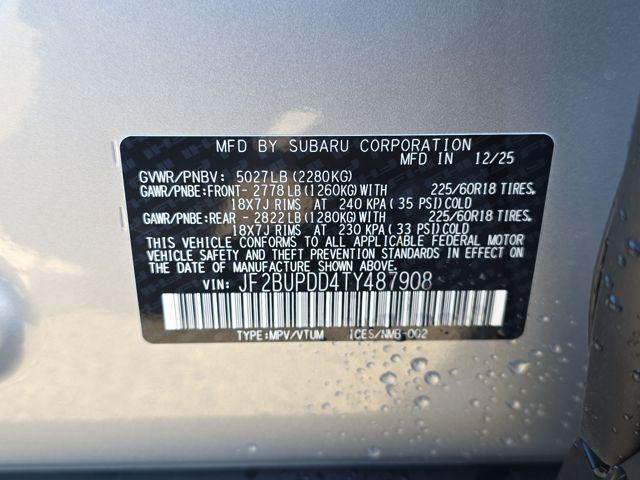 MFD BY SUBARU CORPORATION
MFD IN 12/25
GVWR/PNBV: 5027LB(2280KG)
GAWR/PNBE:FRONT- 2778LB(1260KG)WITH 225/60R18 TIRES.
18X7J RIMS AT 240 KPA(35 PSI)COLD
GAWR/PNBE:REAR - 2822LB(1280KG)WITH 225/60R18 TIRES.
18X7J RIMS AT 230 KPA(33 PSI)COLD
THIS VEHICLE CONFORMS TO ALL APPLICABLE FEDERAL MOTOR
VEHICLE SAFETY AND THEFT PREVENTION STANDARDS IN EFFECT ON
THE DATE OF MANUFACTURE SHOWN ABOVE.
VIN: JF2BUPDD4TY487908
TYPE:MPV/VTUM ICES/NMB-002